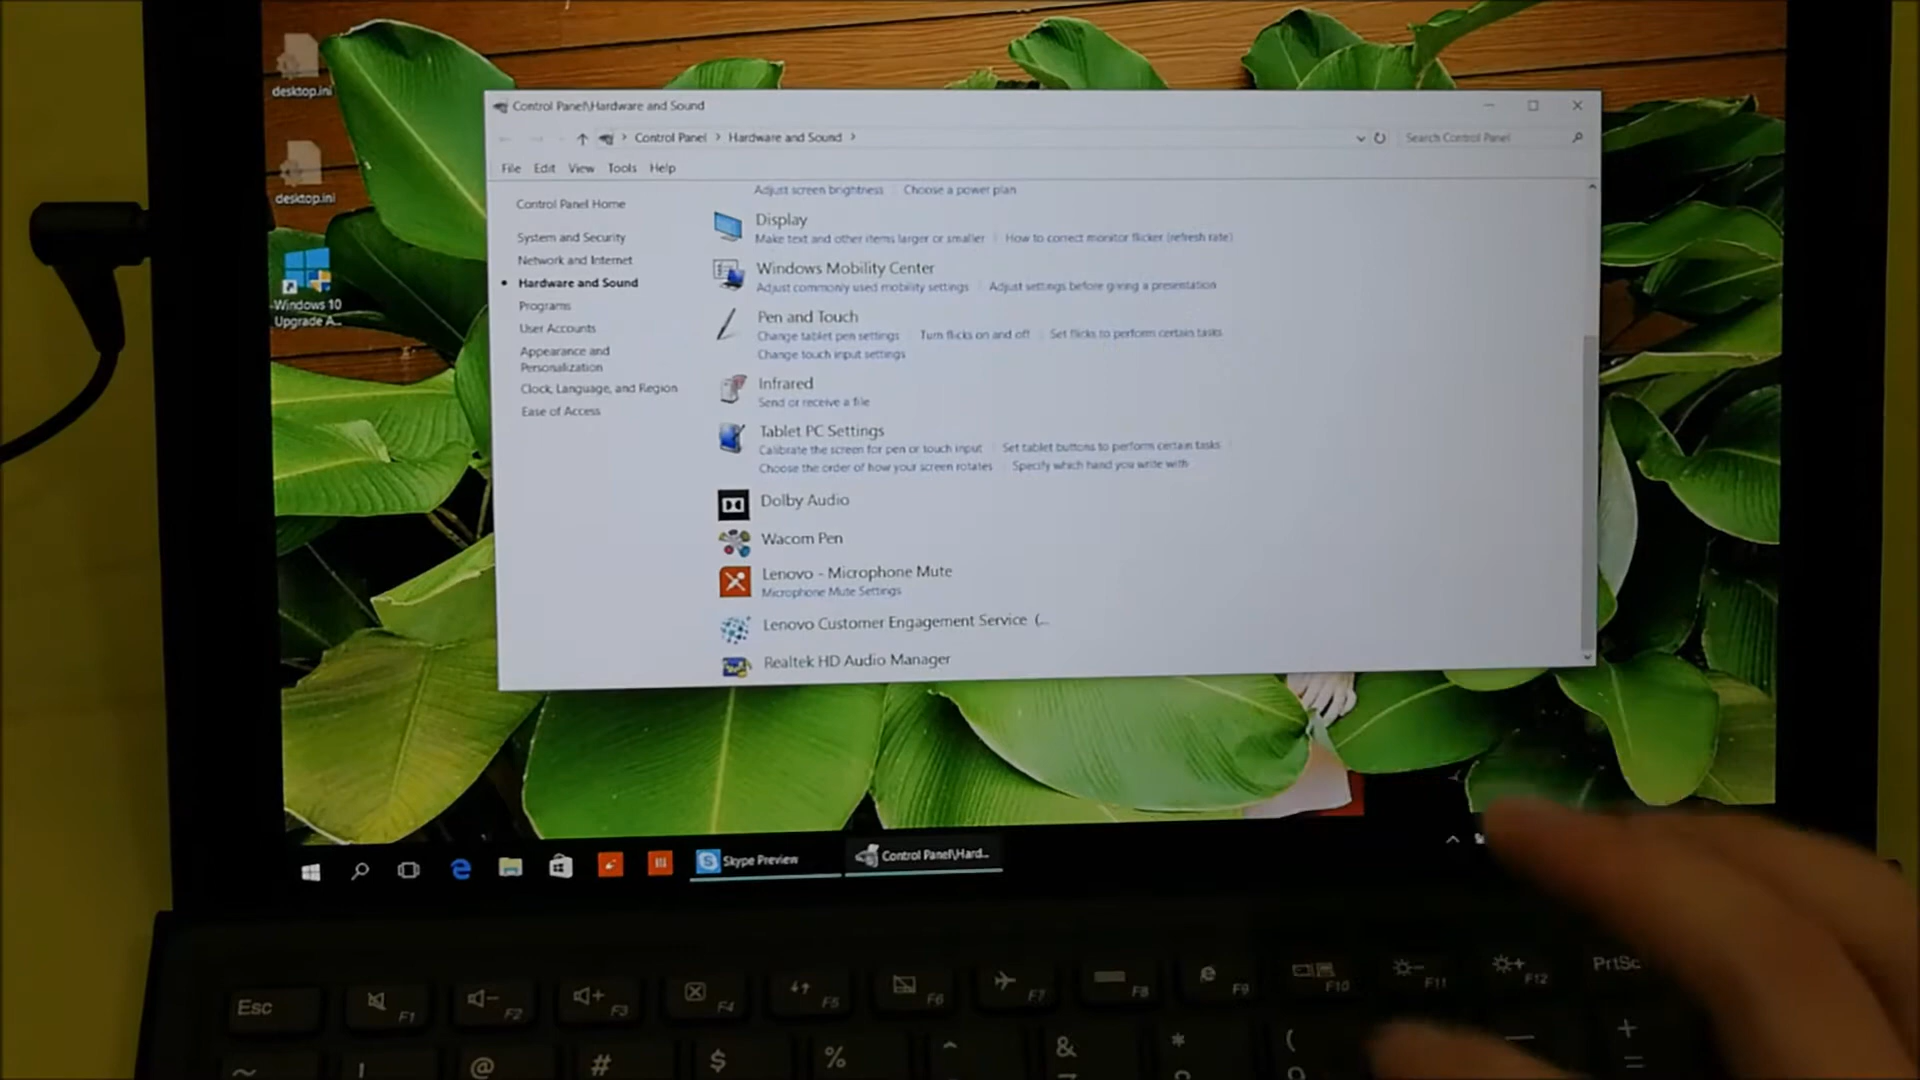 desktop.ini
desktop.ini
Windows 10
Upgrade A...
Control Panel\Hardware and Sound
Control Panel > Hardware and Sound >
Search Control Panel
File Edit View Tools Help
Control Panel Home
System and Security
Network and Internet
Hardware and Sound
Programs
User Accounts
Appearance and
Personalization
Clock, Language, and Region
Ease of Access
Adjust screen brightness Choose a power plan
Display
Make text and other items larger or smaller How to correct monitor flicker (refresh rate)
Windows Mobility Center
Adjust commonly used mobility settings Adjust settings before giving a presentation
Pen and Touch
Change tablet pen settings Turn flicks on and off Set flicks to perform certain tasks
Change touch input settings
Infrared
Send or receive a file
Tablet PC Settings
Calibrate the screen for pen or touch input Set tablet buttons to perform certain tasks
Choose the order of how your screen rotates Specify which hand you write with
Dolby Audio
Wacom Pen
Lenovo - Microphone Mute
Microphone Mute Settings
Lenovo Customer Engagement Service (...
Realtek HD Audio Manager
Skype Preview
Control Panel\Hard...
Esc F1 F2 F3 F4 F5 F6 F7 F8 F9 F10 F11 F12 PrtSc
~ ! @ # $ % ^ & * ( _ +
=